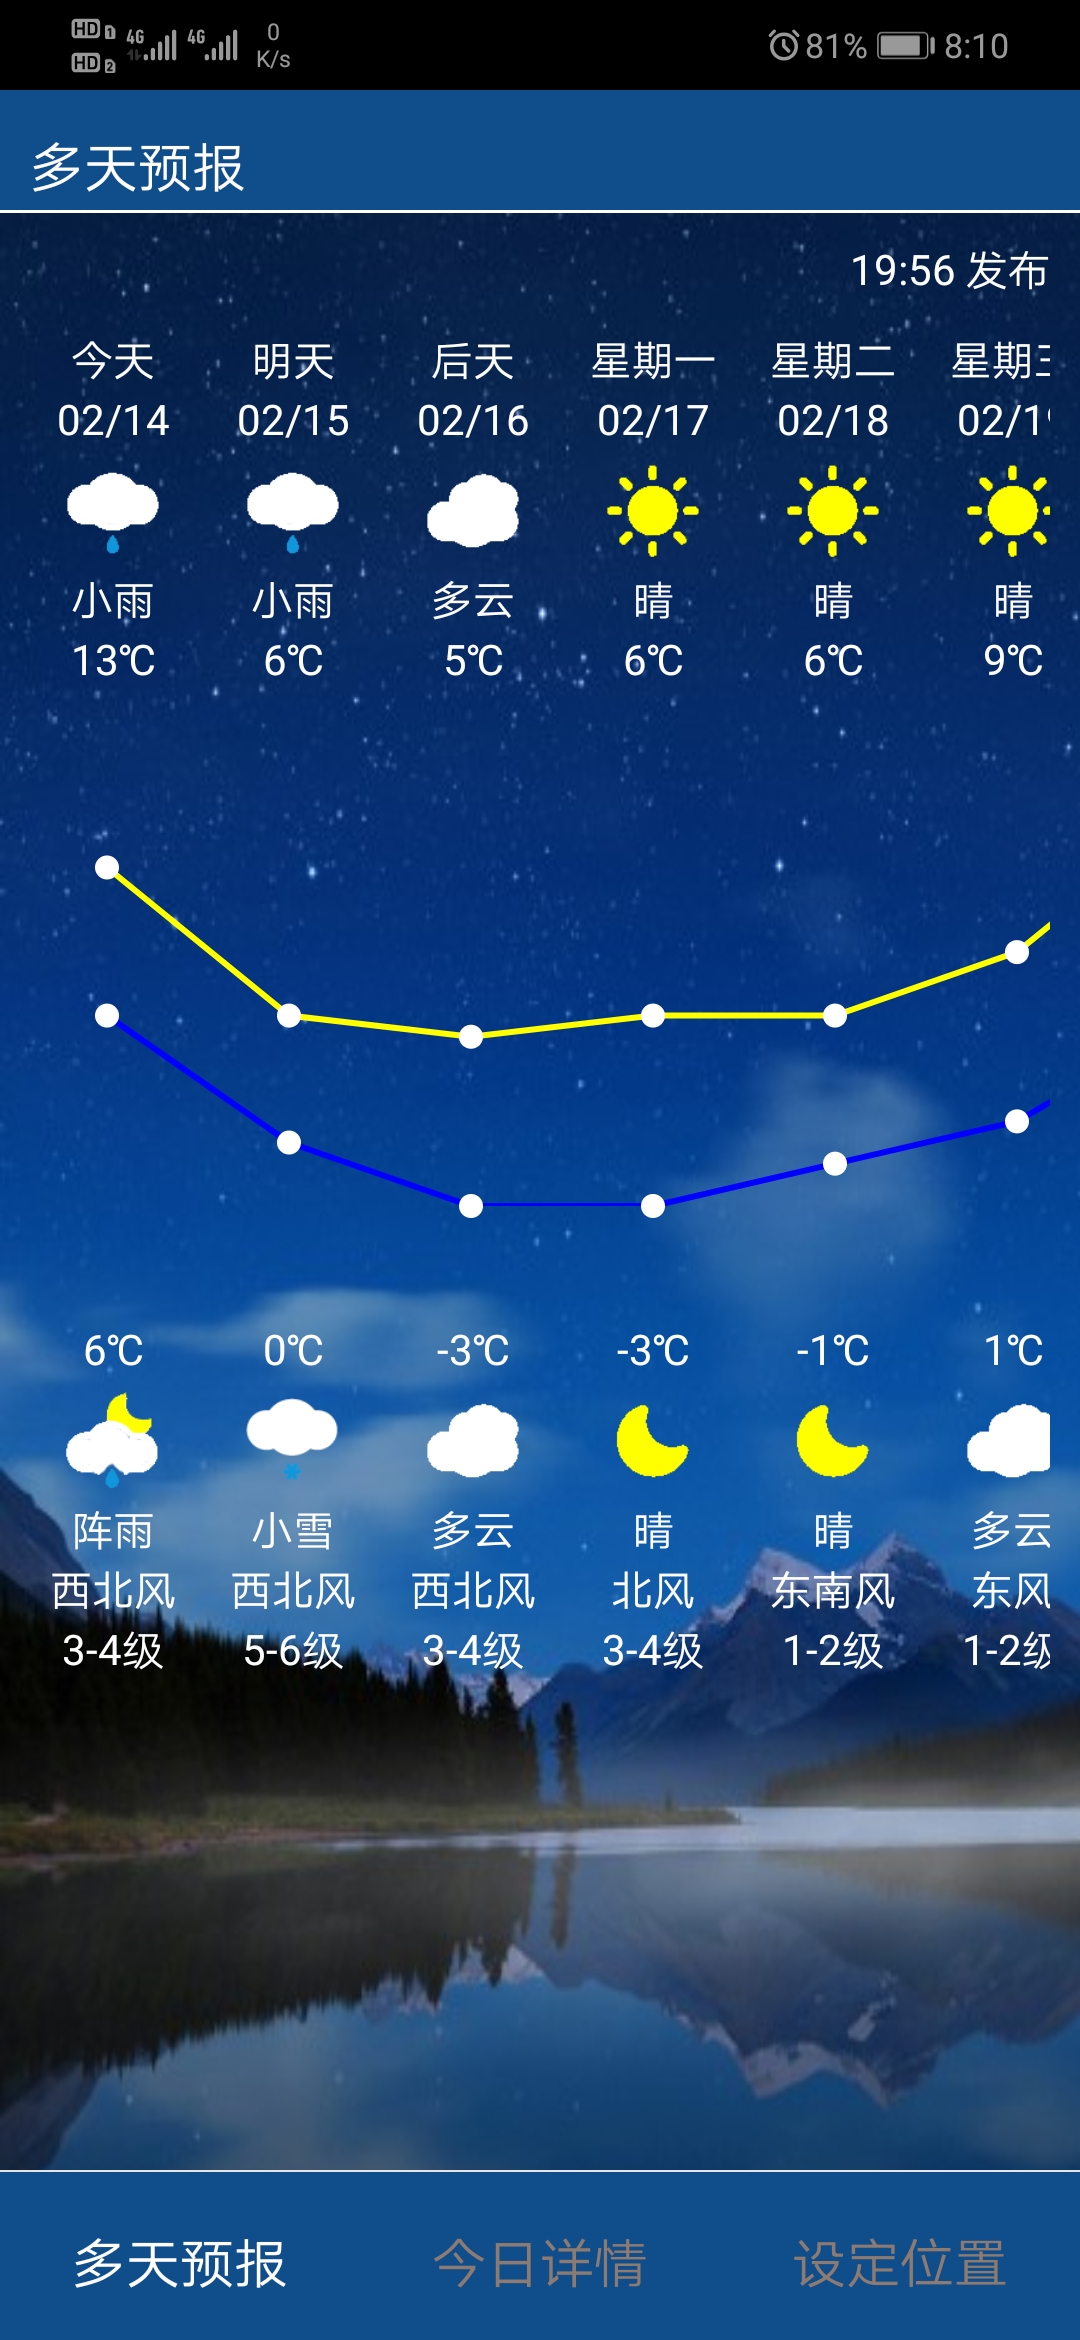 HD 1 4G 4G 0 K/s 81% 8:10
HD 2
多天预报
19:56 发布
今天 明天 后天 星期一 星期二 星期三
02/14 02/15 02/16 02/17 02/18 02/19
小雨 小雨 多云 晴 晴 晴
13℃ 6℃ 5℃ 6℃ 6℃ 9℃
6℃ 0℃ -3℃ -3℃ -1℃ 1℃
阵雨 小雪 多云 晴 晴 多云
西北风 西北风 西北风 北风 东南风 东风
3-4级 5-6级 3-4级 3-4级 1-2级 1-2级
多天预报 今日详情 设定位置